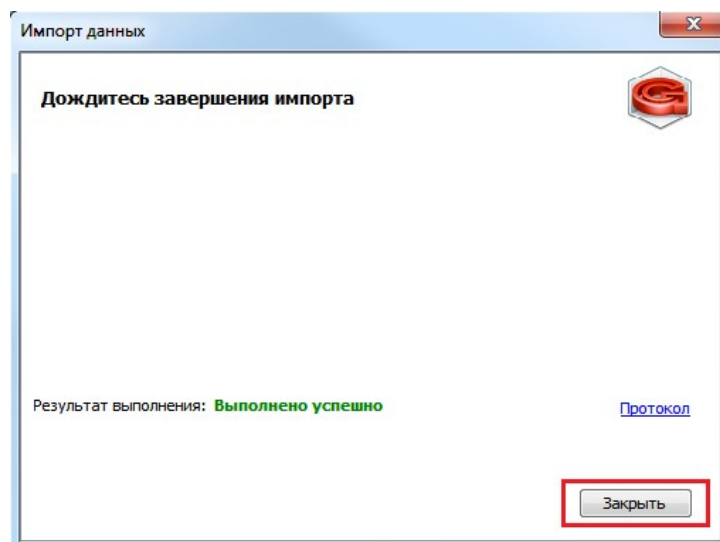 Импорт данных
Дождитесь завершения импорта
Результат выполнения: Выполнено успешно
Протокол
Закрыть